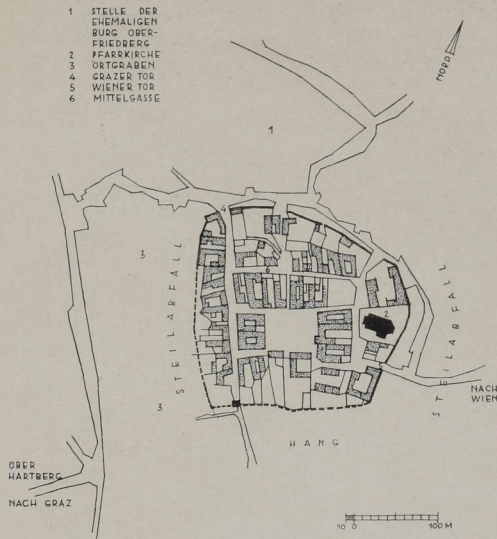 1 STELLE DER
EHEMALIGEN
BURG OBER-
FRIEDBERG
2 PFARRKIRCHE
3 ORTGRABEN
4 GRAZER TOR
5 WIENER TOR
6 MITTELGASSE
NORD
1
4
3
6
STEILABFALL
2
STEILABFALL
NACH
WIEN
3
HANG
ÜBER
HARTBERG
NACH GRAZ
10 0 100 M